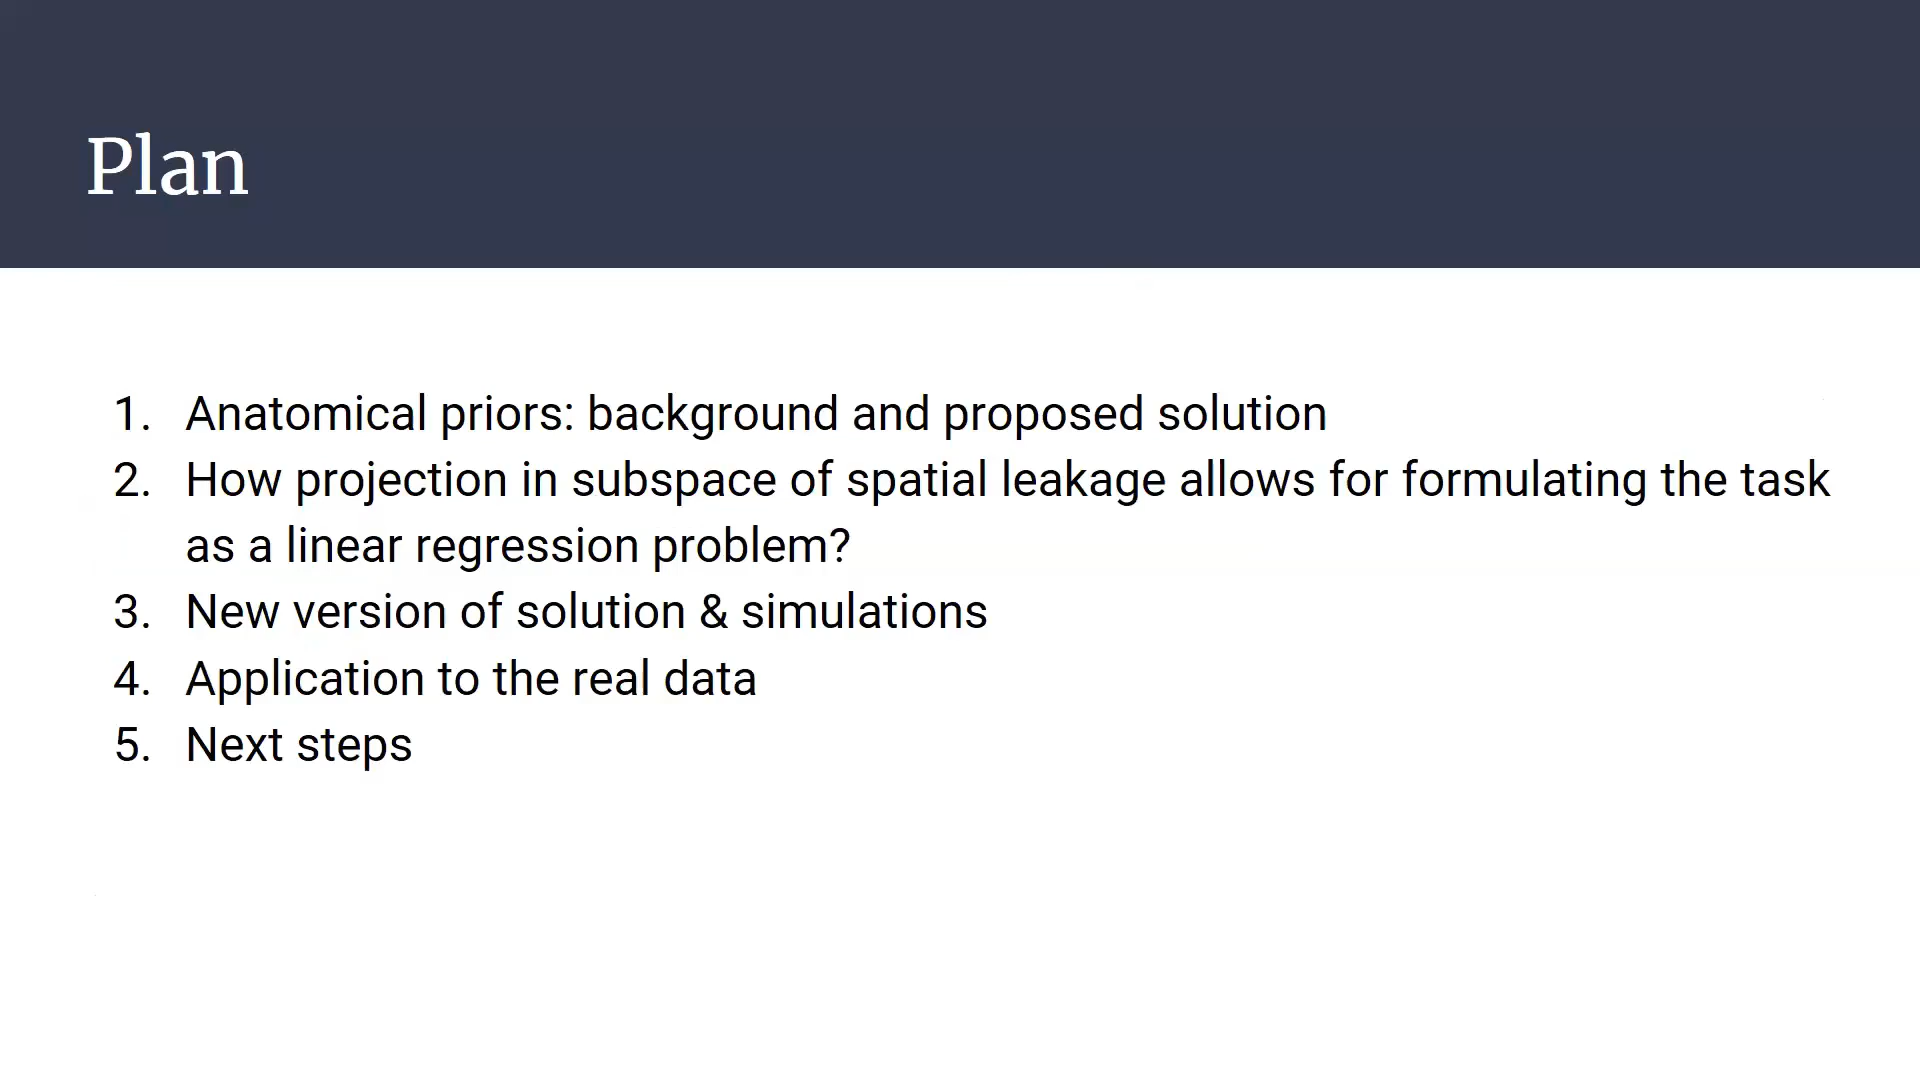 Plan
1. Anatomical priors: background and proposed solution
2. How projection in subspace of spatial leakage allows for formulating the task
as a linear regression problem?
3. New version of solution & simulations
4. Application to the real data
5. Next steps